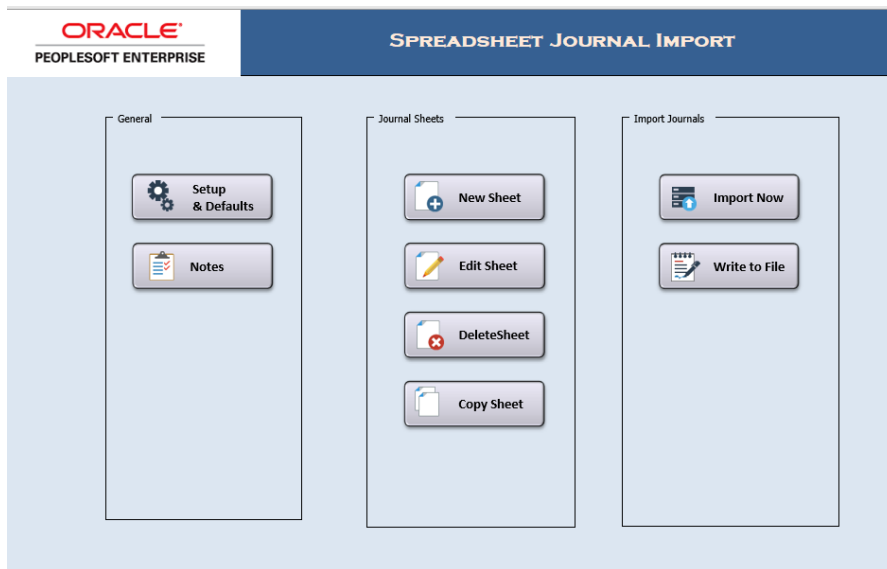 ORACLE
PEOPLESOFT ENTERPRISE
SPREADSHEET JOURNAL IMPORT
General
Setup
& Defaults
Notes
Journal Sheets
New Sheet
Edit Sheet
DeleteSheet
Copy Sheet
Import Journals
Import Now
Write to File